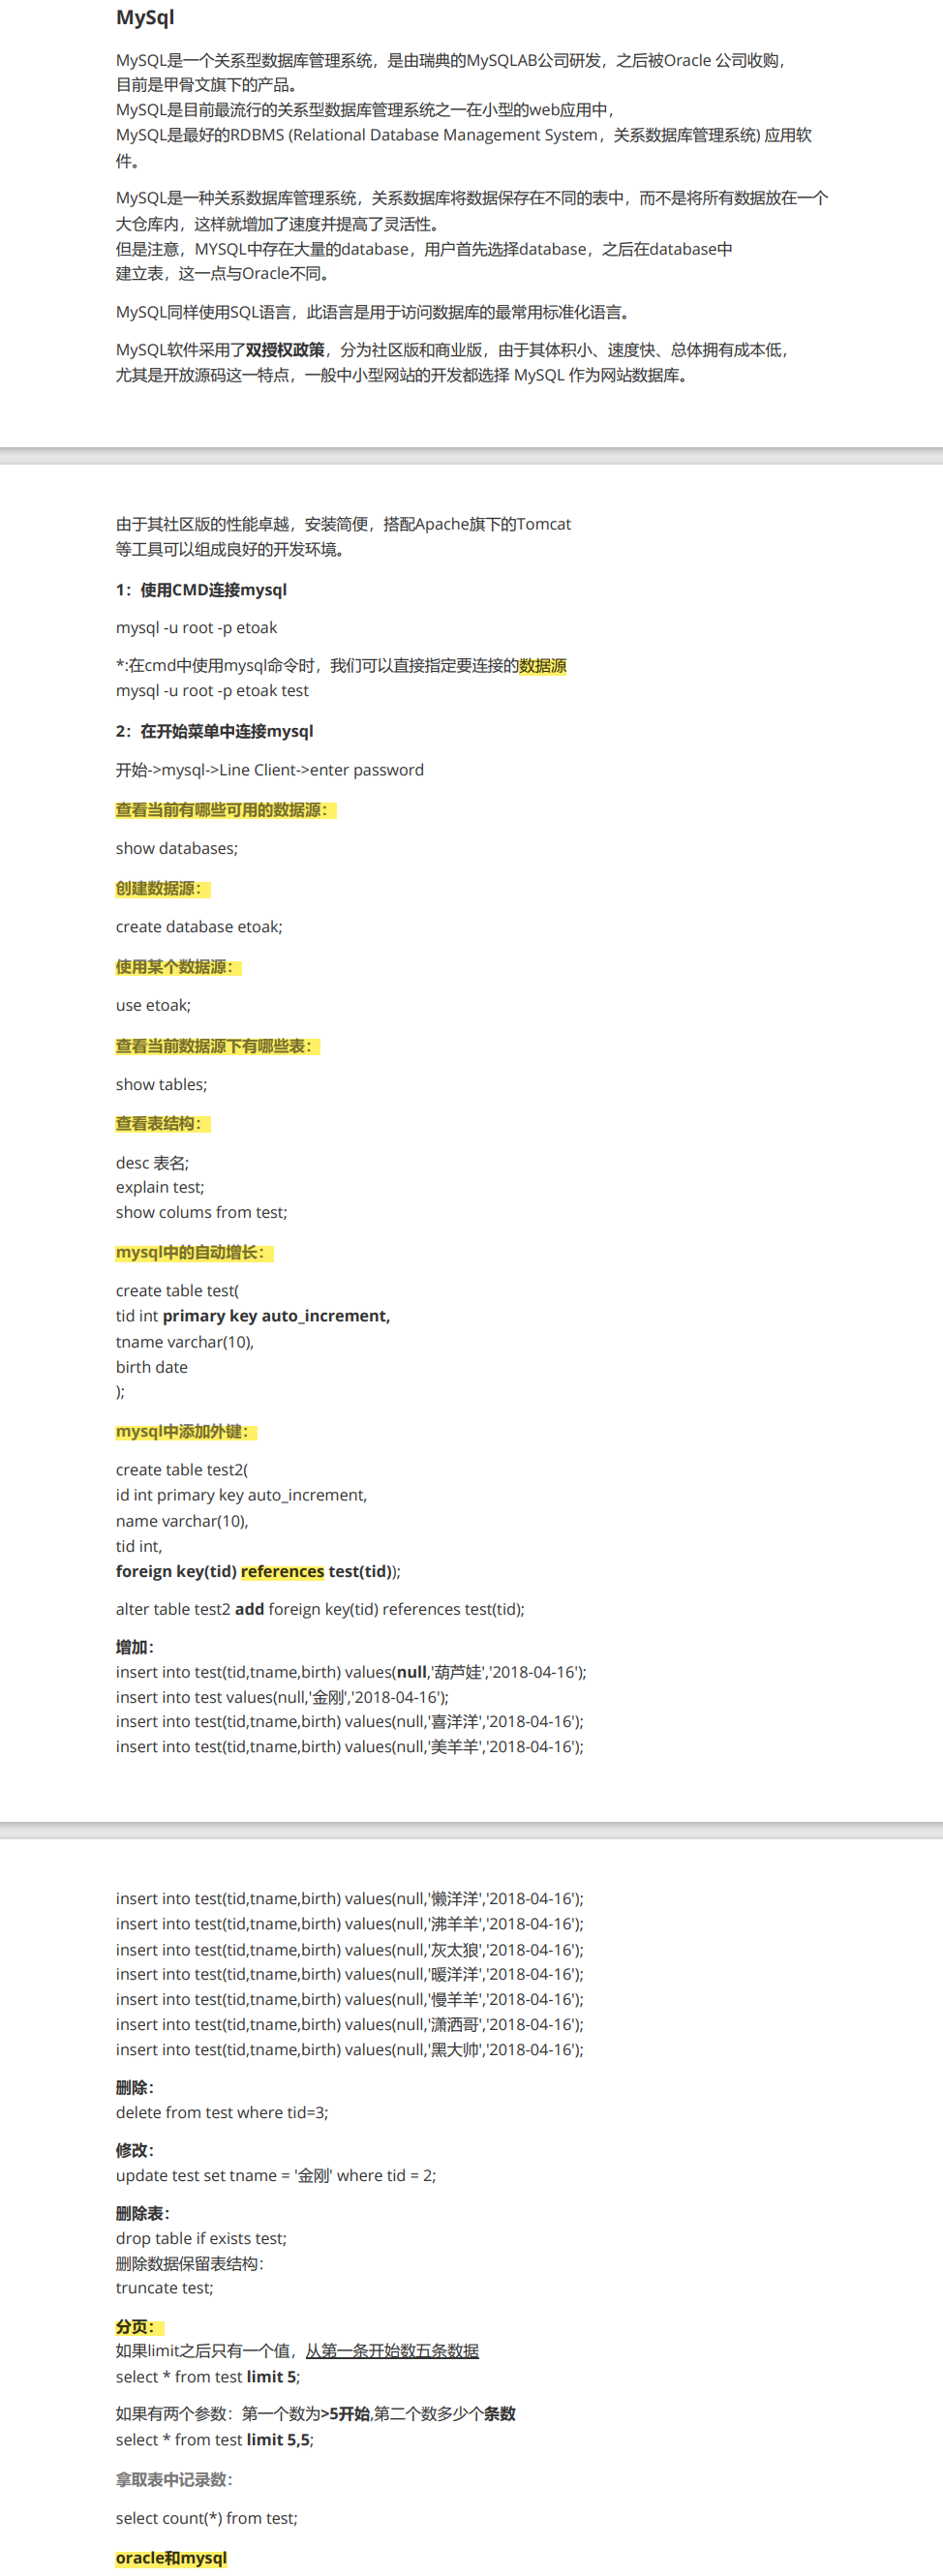 MySql
MySQL是一个关系型数据库管理系统，是由瑞典的MySQLAB公司研发，之后被Oracle 公司收购，
目前是甲骨文旗下的产品。
MySQL是目前最流行的关系型数据库管理系统之一在小型的web应用中，
MySQL是最好的RDBMS (Relational Database Management System，关系数据库管理系统) 应用软
件。
MySQL是一种关系数据库管理系统，关系数据库将数据保存在不同的表中，而不是将所有数据放在一个
大仓库内，这样就增加了速度并提高了灵活性。
但是注意，MYSQL中存在大量的database，用户首先选择database，之后在database中
建立表，这一点与Oracle不同。
MySQL同样使用SQL语言，此语言是用于访问数据库的最常用标准化语言。
MySQL软件采用了双授权政策，分为社区版和商业版，由于其体积小、速度快、总体拥有成本低，
尤其是开放源码这一特点，一般中小型网站的开发都选择 MySQL 作为网站数据库。
由于其社区版的性能卓越，安装简便，搭配Apache旗下的Tomcat
等工具可以组成良好的开发环境。
1：使用CMD连接mysql
mysql -u root -p etoak
*:在cmd中使用mysql命令时，我们可以直接指定要连接的数据源
mysql -u root -p etoak test
2：在开始菜单中连接mysql
开始->mysql->Line Client->enter password
查看当前有哪些可用的数据源：
show databases;
创建数据源：
create database etoak;
使用某个数据源：
use etoak;
查看当前数据源下有哪些表：
show tables;
查看表结构：
desc 表名;
explain test;
show colums from test;
mysql中的自动增长：
create table test(
tid int primary key auto_increment,
tname varchar(10),
birth date
);
mysql中添加外键：
create table test2(
id int primary key auto_increment,
name varchar(10),
tid int,
foreign key(tid) references test(tid));
alter table test2 add foreign key(tid) references test(tid);
增加：
insert into test(tid,tname,birth) values(null,'葫芦娃','2018-04-16');
insert into test values(null,'金刚','2018-04-16');
insert into test(tid,tname,birth) values(null,'喜洋洋','2018-04-16');
insert into test(tid,tname,birth) values(null,'美羊羊','2018-04-16');
insert into test(tid,tname,birth) values(null,'懒洋洋','2018-04-16');
insert into test(tid,tname,birth) values(null,'沸羊羊','2018-04-16');
insert into test(tid,tname,birth) values(null,'灰太狼','2018-04-16');
insert into test(tid,tname,birth) values(null,'暖洋洋','2018-04-16');
insert into test(tid,tname,birth) values(null,'慢羊羊','2018-04-16');
insert into test(tid,tname,birth) values(null,'潇洒哥','2018-04-16');
insert into test(tid,tname,birth) values(null,'黑大帅','2018-04-16');
删除：
delete from test where tid=3;
修改：
update test set tname = '金刚' where tid = 2;
删除表：
drop table if exists test;
删除数据保留表结构：
truncate test;
分页：
如果limit之后只有一个值，从第一条开始数五条数据
select * from test limit 5;
如果有两个参数：第一个数为>5开始,第二个数多少个条数
select * from test limit 5,5;
拿取表中记录数：
select count(*) from test;
oracle和mysql